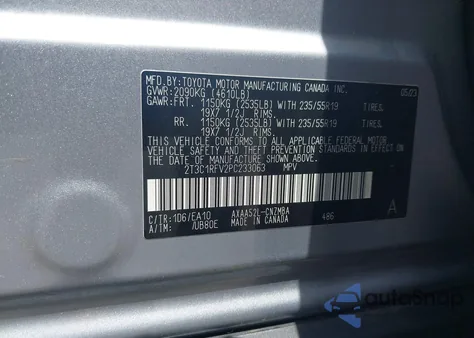 MFD.BY:TOYOTA MOTOR MANUFACTURING CANADA INC. 05/23
GVWR:2090KG (4610LB)
GAWR:FRT. 1150KG (2535LB) WITH 235/55R19 TIRES,
19X7 1/2J RIMS,
RR. 1150KG (2535LB) WITH 235/55R19 TIRES,
19X7 1/2J RIMS,
THIS VEHICLE CONFORMS TO ALL APPLICABLE FEDERAL MOTOR
VEHICLE SAFETY AND THEFT PREVENTION STANDARDS IN EFFECT ON THE
DATE OF MANUFACTURE SHOWN ABOVE.
2T3C1RFV2PC233063 MPV
C/TR:1D6/EA10 AXAA52L-CNZMBA 486 A
A/TM: /UB80E MADE IN CANADA
autoSnap